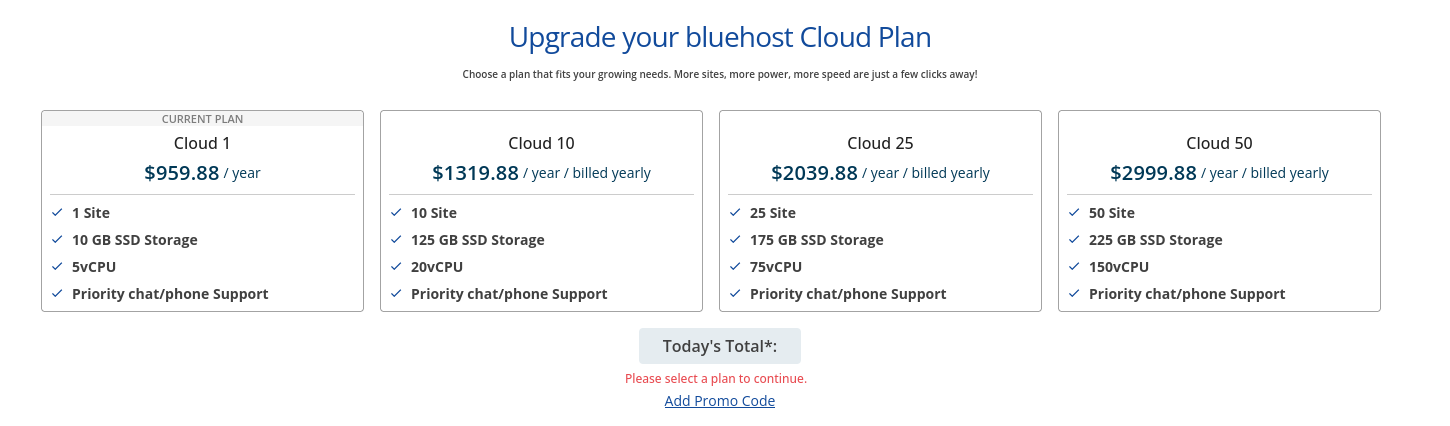 Upgrade your bluehost Cloud Plan
Choose a plan that fits your growing needs. More sites, more power, more speed are just a few clicks away!
CURRENT PLAN
Cloud 1
$959.88 / year
1 Site
10 GB SSD Storage
5vCPU
Priority chat/phone Support
Cloud 10
$1319.88 / year / billed yearly
10 Site
125 GB SSD Storage
20vCPU
Priority chat/phone Support
Cloud 25
$2039.88 / year / billed yearly
25 Site
175 GB SSD Storage
75vCPU
Priority chat/phone Support
Cloud 50
$2999.88 / year / billed yearly
50 Site
225 GB SSD Storage
150vCPU
Priority chat/phone Support
Today's Total*:
Please select a plan to continue.
Add Promo Code